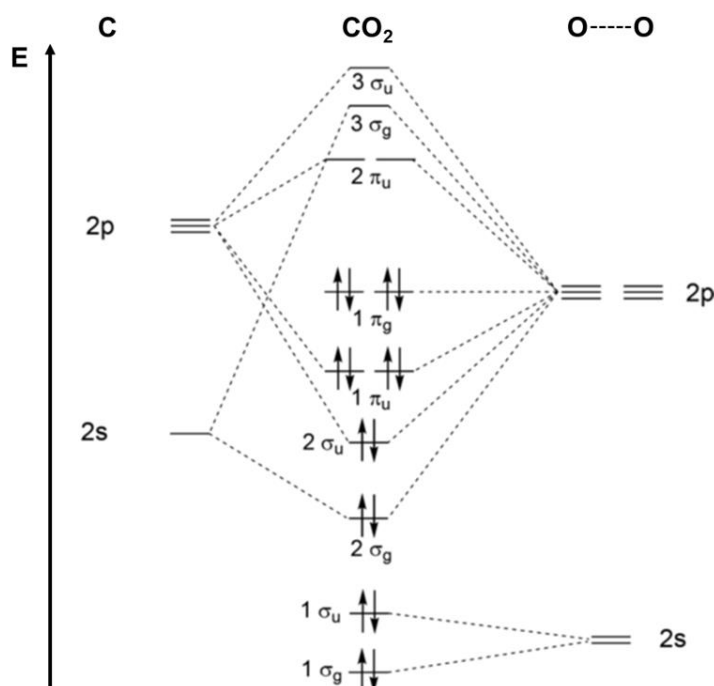 C CO₂ O-----O
E
3 σu
3 σg
2 πu
2p
2p
1 πg
1 πu
2s
2 σu
2 σg
1 σu
2s
1 σg